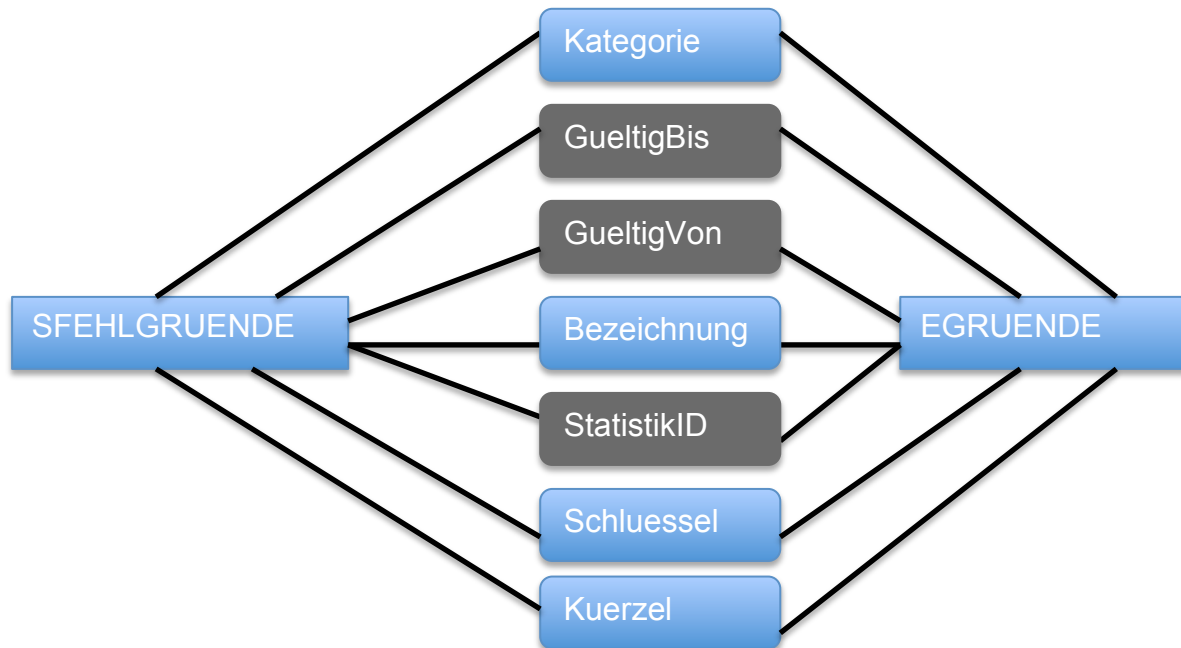 Kategorie
GueltigBis
GueltigVon
SFEHLGRUENDE
Bezeichnung
EGRUENDE
StatistikID
Schluessel
Kuerzel